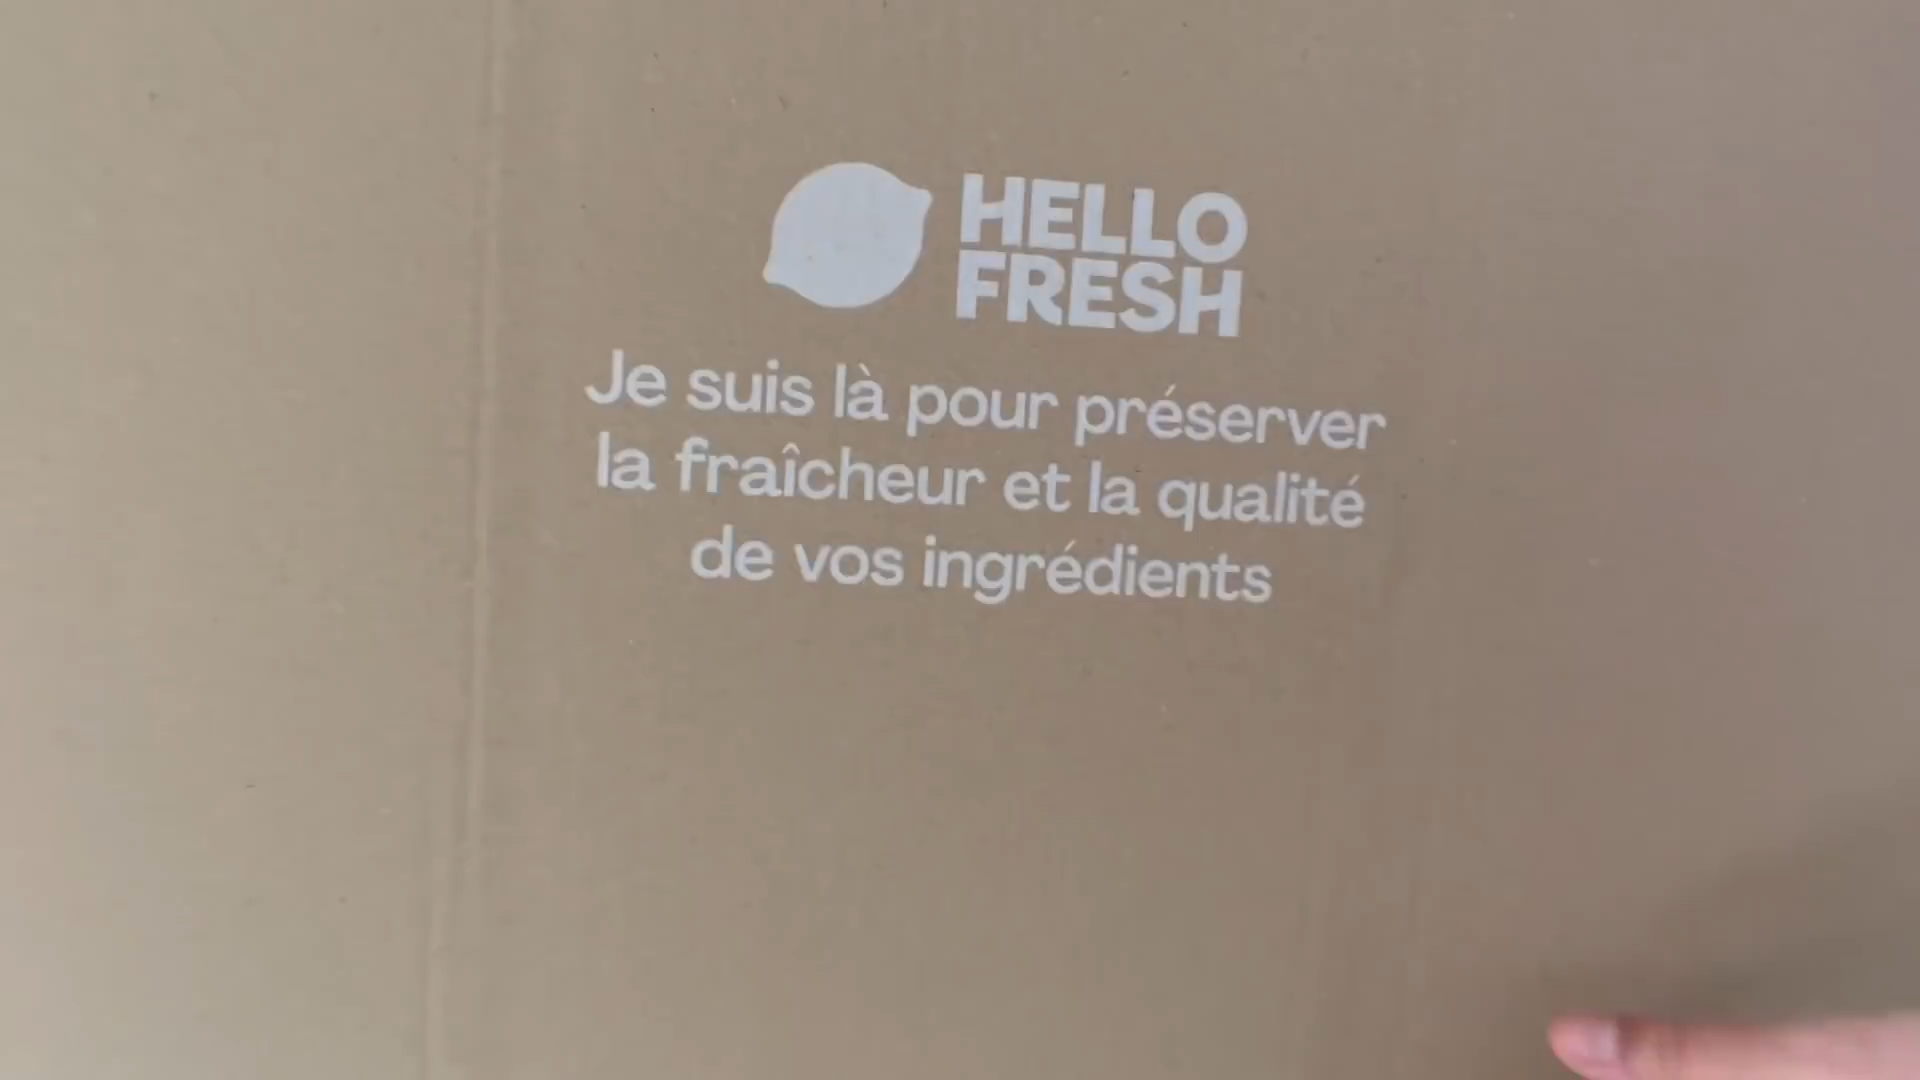 HELLO
FRESH
Je suis là pour préserver
la fraîcheur et la qualité
de vos ingrédients